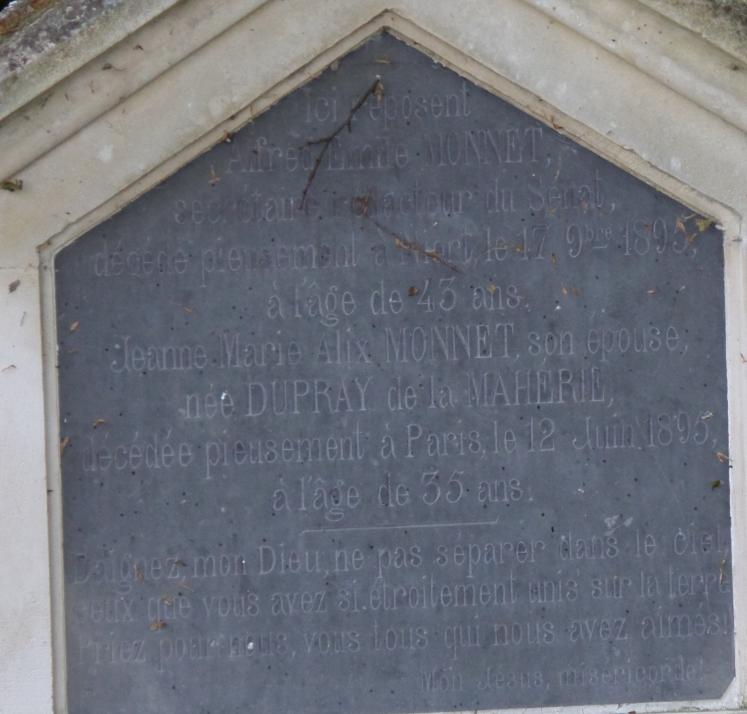 Ici reposent
Alfred Emile MONNET,
secrétaire rédacteur du Sénat,
décédé pieusement à Niort, le 17 9bre 1895,
à l'âge de 43 ans.
Jeanne Marie Alix MONNET, son épouse,
née DUPRAY de la MAHÉRIE,
décédée pieusement à Paris, le 12 Juin 1895,
à l'âge de 35 ans.
Daignez, mon Dieu, ne pas séparer dans le ciel,
ceux que vous avez si étroitement unis sur la terre
Priez pour nous, vous tous qui nous avez aimés!
Mon Jésus, miséricorde!